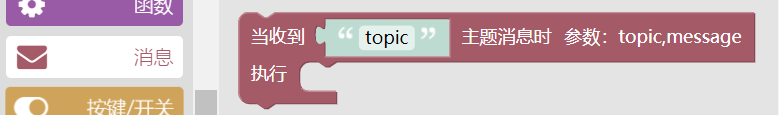 函数
消息
按键/开关
当收到 “ topic ” 主题消息时 参数：topic,message
执行